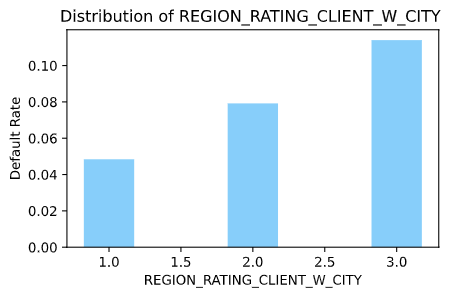 Distribution of REGION_RATING_CLIENT_W_CITY
Default Rate
0.10
0.08
0.06
0.04
0.02
0.00
1.0 1.5 2.0 2.5 3.0
REGION_RATING_CLIENT_W_CITY